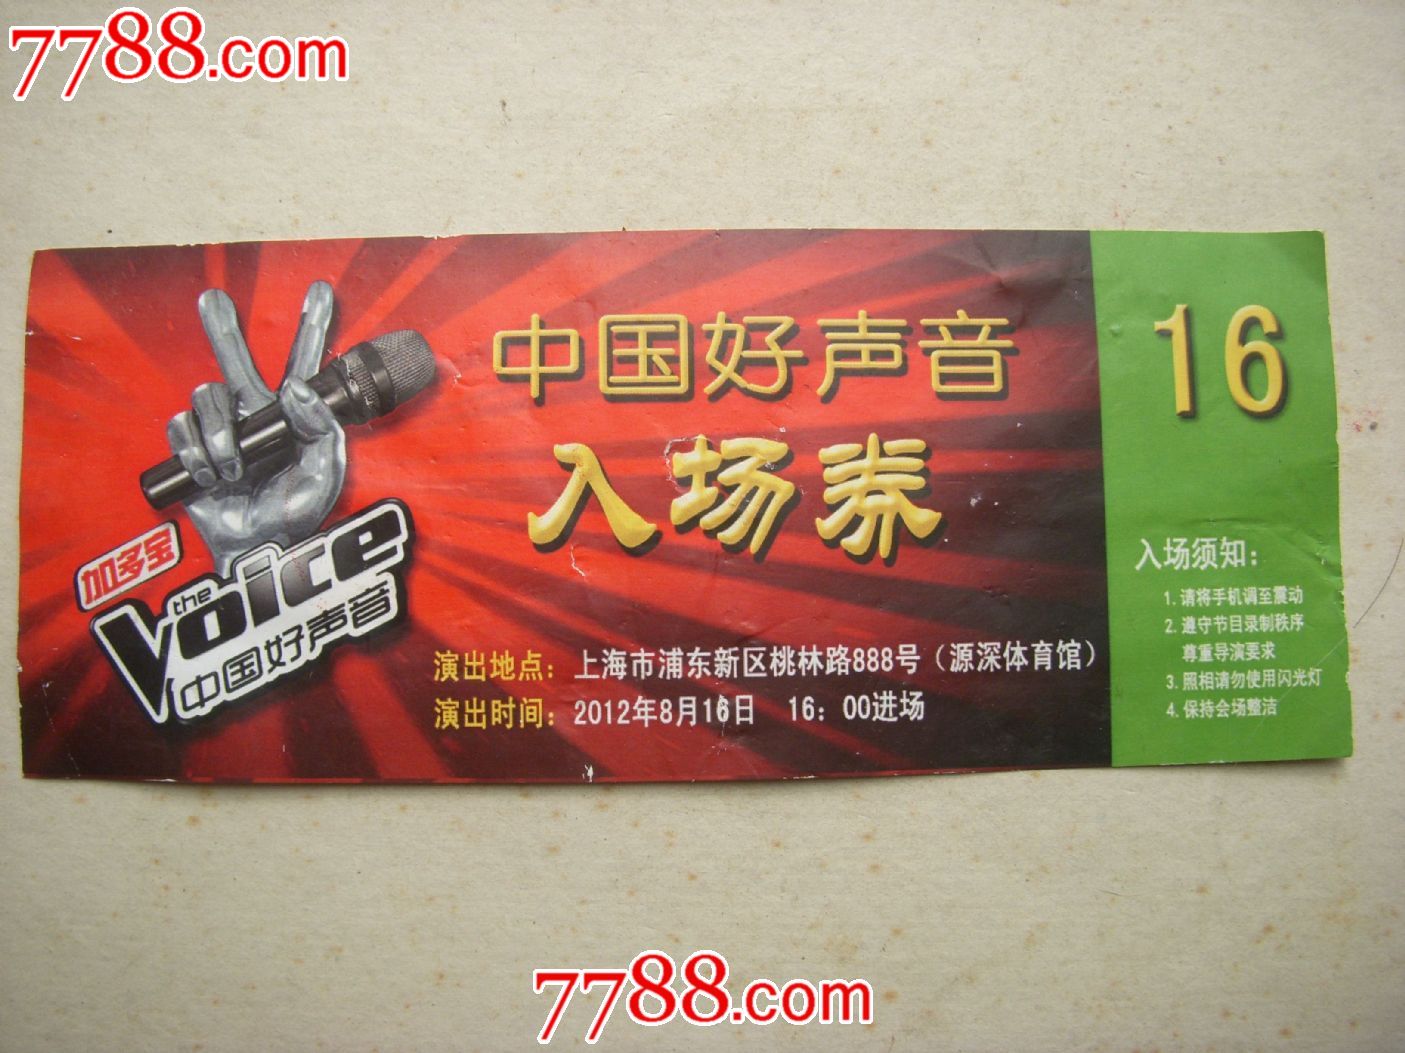 7788.com
中国好声音
入场券
16
加多宝
the
Voice
中国好声音
演出地点：上海市浦东新区桃林路888号（源深体育馆）
演出时间：2012年8月16日 16：00进场
入场须知：
1. 请将手机调至震动
2. 遵守节目录制秩序
尊重导演要求
3. 照相请勿使用闪光灯
4. 保持会场整洁
7788.com